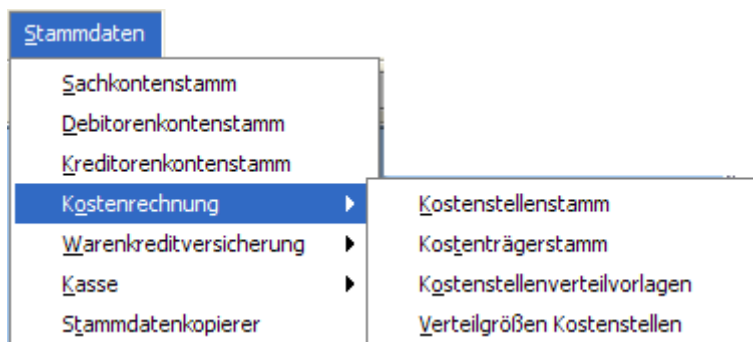 Stammdaten
Sachkontenstamm
Debitorenkontenstamm
Kreditorenkontenstamm
Kostenrechnung
Warenkreditversicherung
Kasse
Stammdatenkopierer
Kostenstellenstamm
Kostenträgerstamm
Kostenstellenverteilvorlagen
Verteilgrößen Kostenstellen